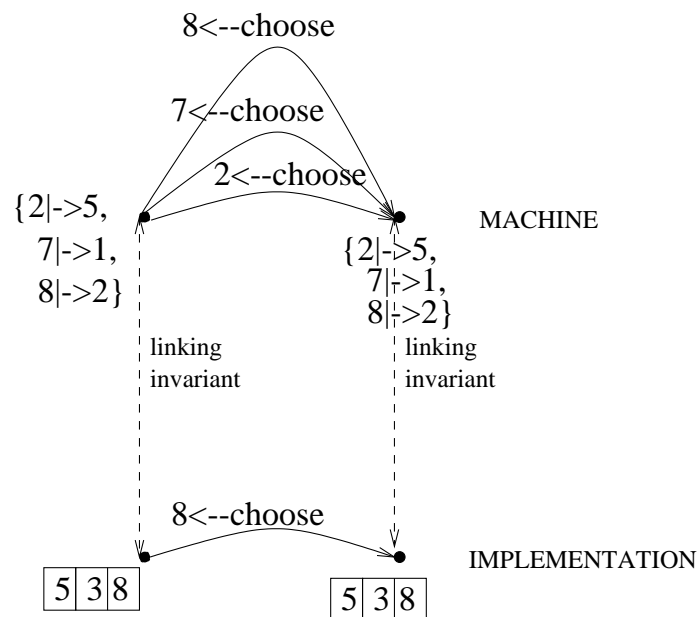 8<--choose
7<--choose
2<--choose
{2|->5,
7|->1,
8|->2}
MACHINE
{2|->5,
7|->1,
8|->2}
linking
invariant
linking
invariant
8<--choose
IMPLEMENTATION
5 3 8
5 3 8